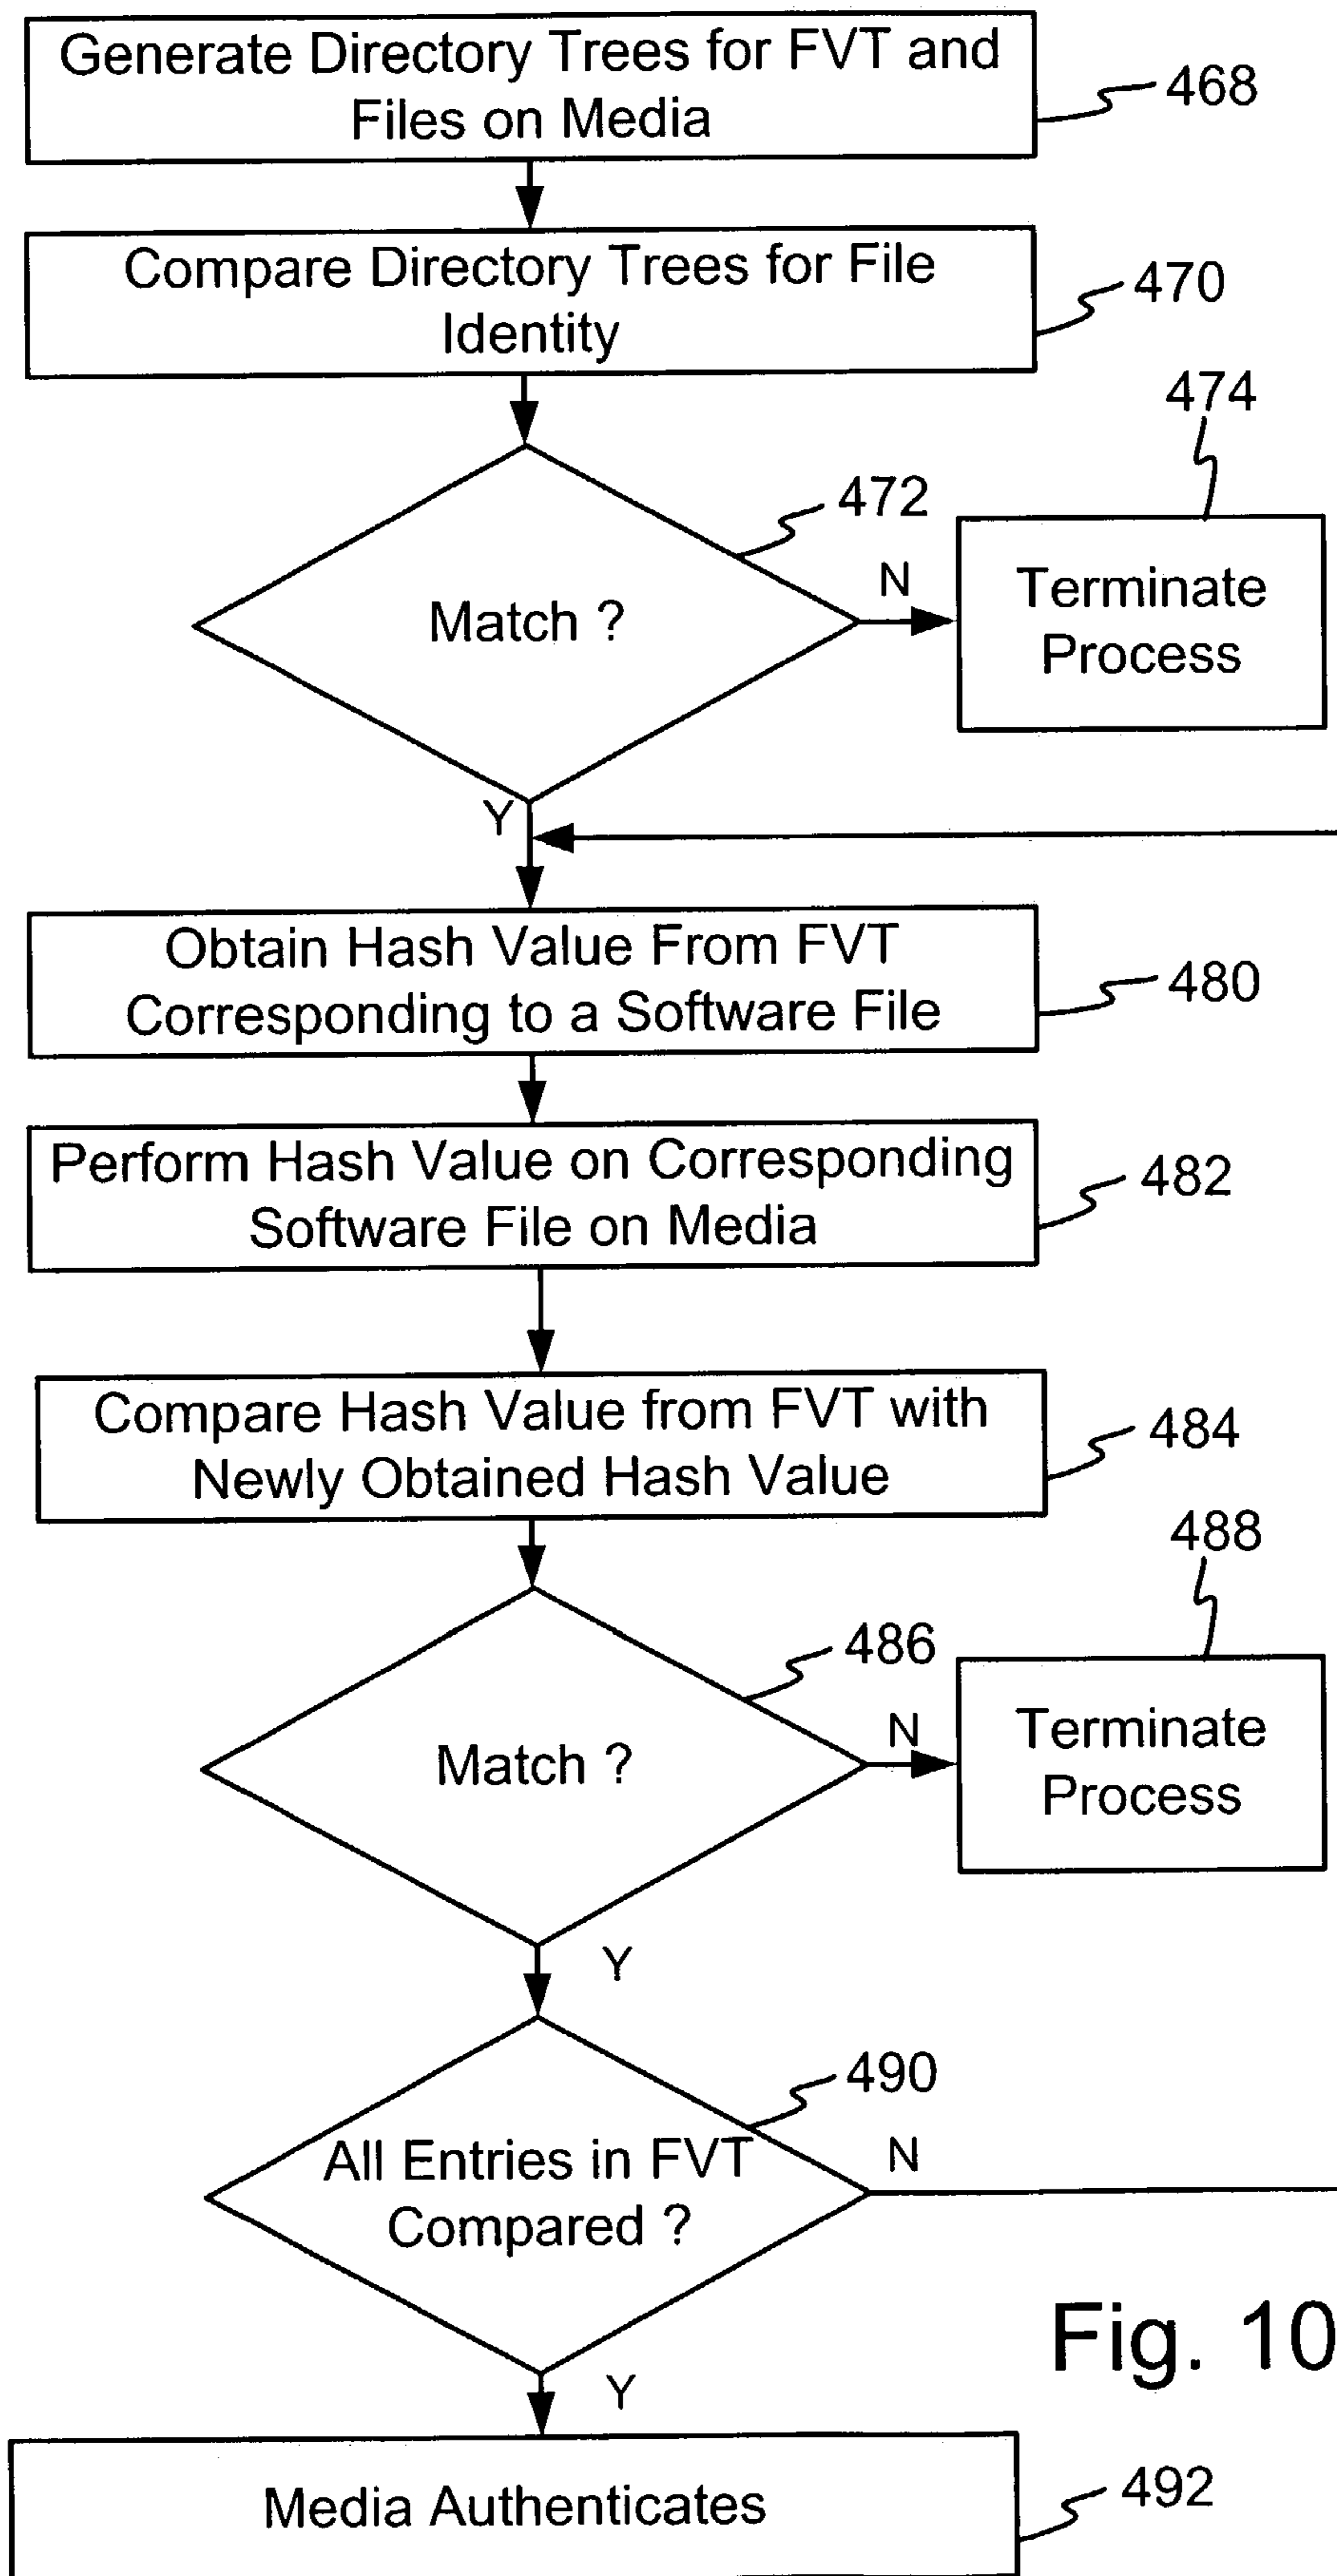 Generate Directory Trees for FVT and
Files on Media
468
Compare Directory Trees for File
Identity
470
474
472
Match ?
N
Terminate
Process
Y
Obtain Hash Value From FVT
Corresponding to a Software File
480
Perform Hash Value on Corresponding
Software File on Media
482
Compare Hash Value from FVT with
Newly Obtained Hash Value
484
488
486
Match ?
N
Terminate
Process
Y
490
All Entries in FVT
Compared ?
N
Fig. 10
Y
Media Authenticates
492